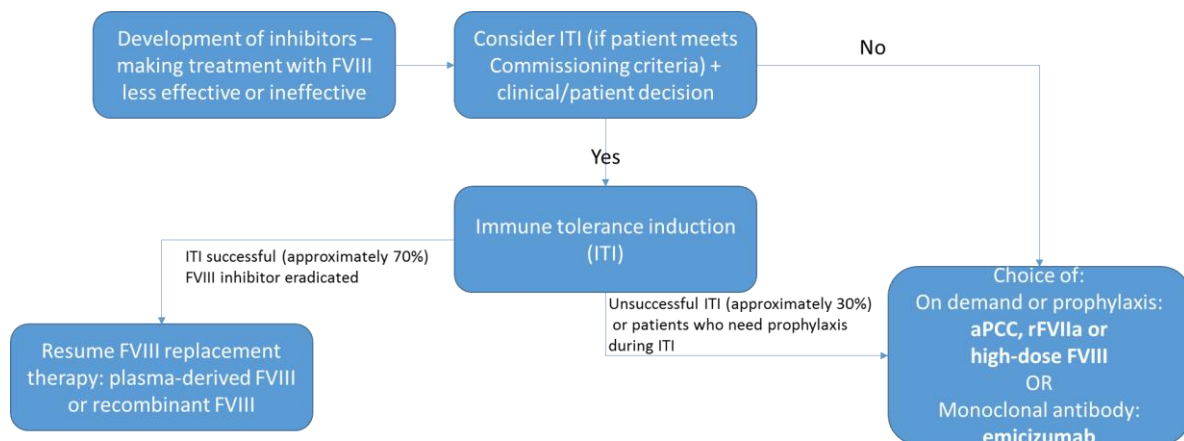 Development of inhibitors –
making treatment with FVIII
less effective or ineffective
Consider ITI (if patient meets
Commissioning criteria) +
clinical/patient decision
No
Yes
Immune tolerance induction
(ITI)
ITI successful (approximately 70%)
FVIII inhibitor eradicated
Unsuccessful ITI (approximately 30%)
or patients who need prophylaxis
during ITI
Resume FVIII replacement
therapy: plasma-derived FVIII
or recombinant FVIII
Choice of:
On demand or prophylaxis:
aPCC, rFVIIa or
high-dose FVIII
OR
Monoclonal antibody:
emicizumab